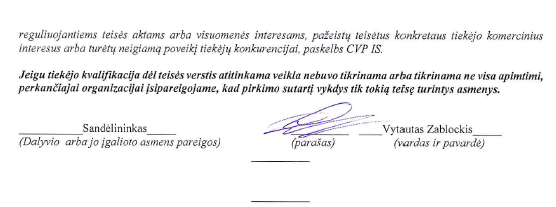 reguliuojantiems teisės aktams arba visuomenės interesams, pažeistų teisėtus konkretaus tiekėjo komercinius
interesus arba turėtų neigiamą poveikį tiekėjų konkurencijai, paskelbs CVP IS.
Jeigu tiekėjo kvalifikacija dėl teisės verstis atitinkama veikla nebuvo tikrinama arba tikrinama ne visa apimtimi,
perkančiajai organizacijai įsipareigojame, kad pirkimo sutartį vykdys tik tokią teisę turintys asmenys.
Sandėlininkas Vytautas Zablockis
(Dalyvio arba jo įgalioto asmens pareigos) (parašas) (vardas ir pavardė)